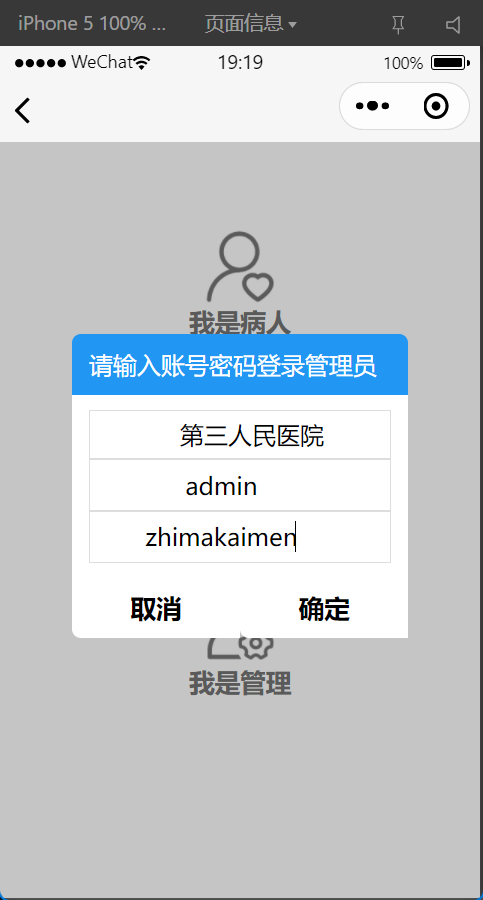 iPhone 5 100% ... 页面信息
WeChat 19:19 100%
我是病人
请输入账号密码登录管理员
第三人民医院
admin
zhimakaimen
取消 确定
我是管理